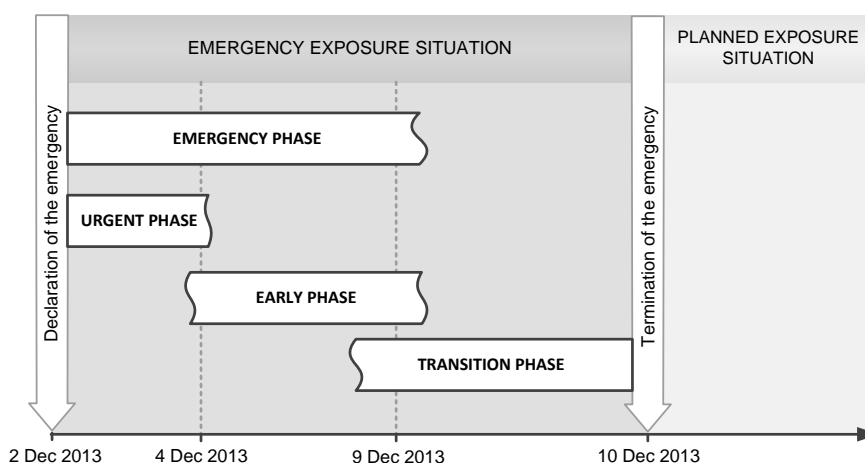 EMERGENCY EXPOSURE SITUATION
PLANNED EXPOSURE
SITUATION
Declaration of the emergency
EMERGENCY PHASE
URGENT PHASE
EARLY PHASE
TRANSITION PHASE
Termination of the emergency
2 Dec 2013
4 Dec 2013
9 Dec 2013
10 Dec 2013